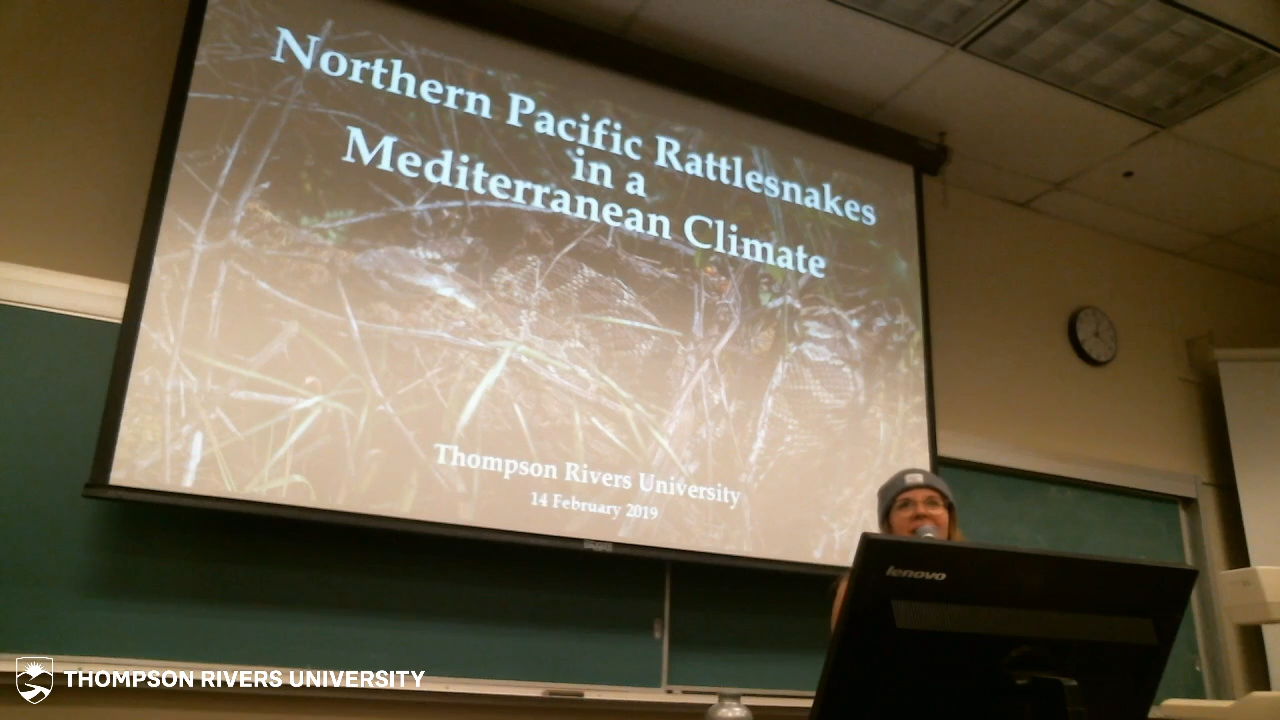 Northern Pacific Rattlesnakes
in a
Mediterranean Climate
Thompson Rivers University
14 February 2019
lenovo
THOMPSON RIVERS UNIVERSITY